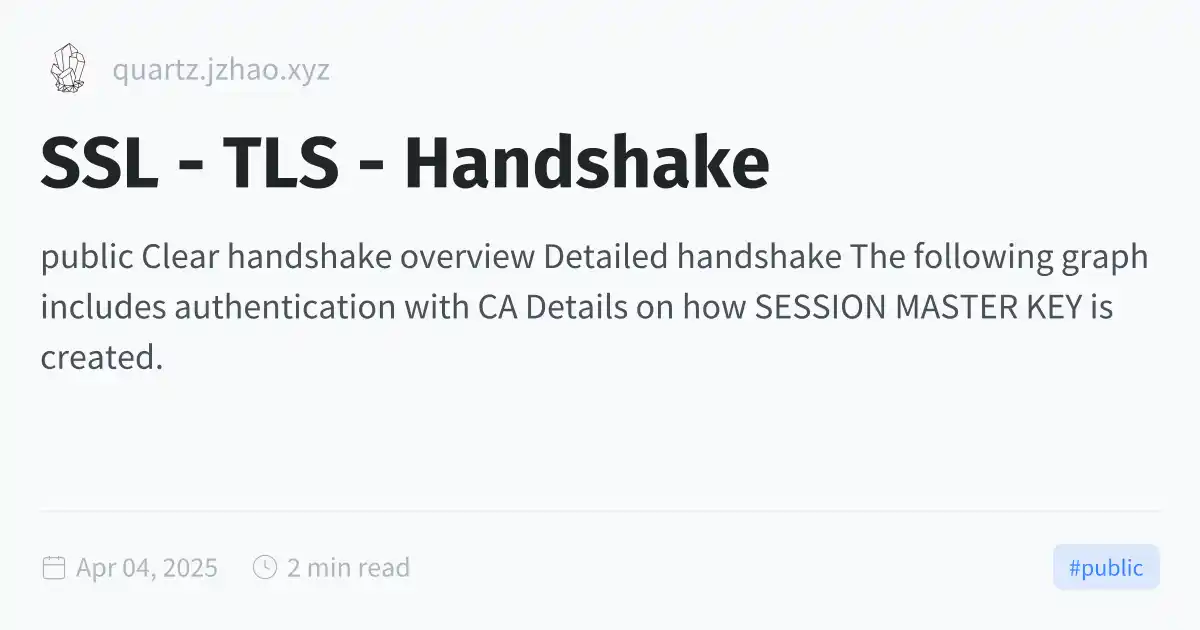 quartz.jzhao.xyz
SSL - TLS - Handshake
public Clear handshake overview Detailed handshake The following graph
includes authentication with CA Details on how SESSION MASTER KEY is
created.
Apr 04, 2025 2 min read #public